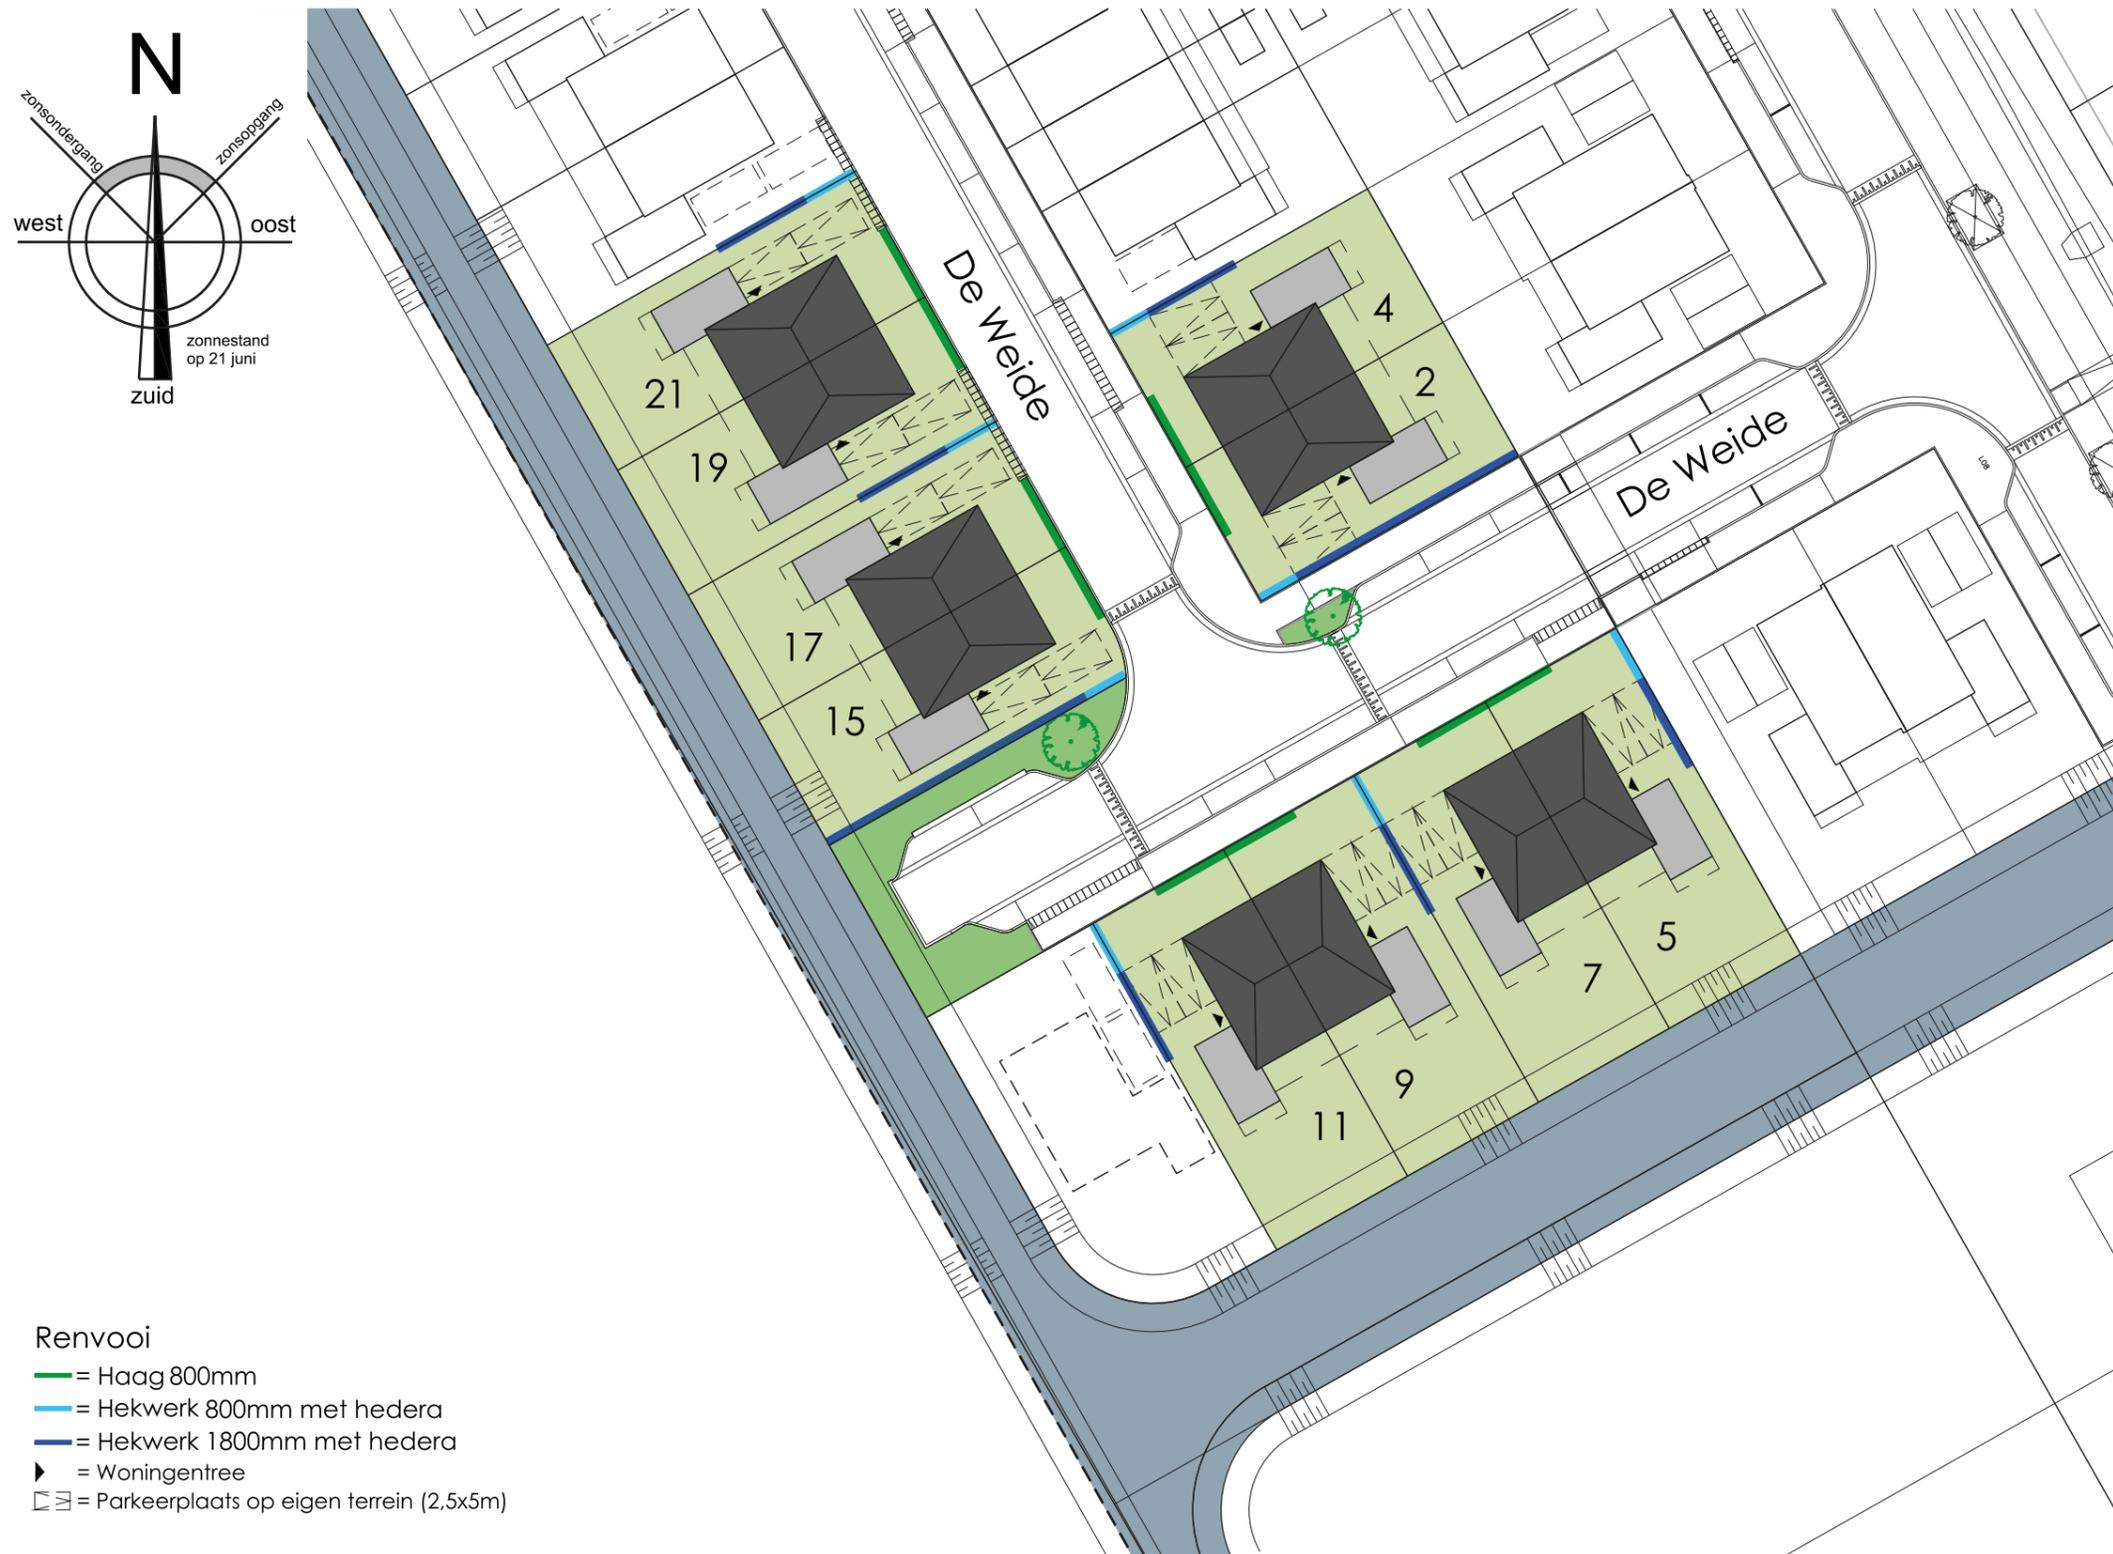 N
zonsondergang
zonsopgang
west
oost
zonnestand
op 21 juni
zuid
De Weide
4
2
21
19
De Weide
17
15
5
7
9
11
Renvooi
= Haag 800mm
= Hekwerk 800mm met hedera
= Hekwerk 1800mm met hedera
= Woningentree
= Parkeerplaats op eigen terrein (2,5x5m)